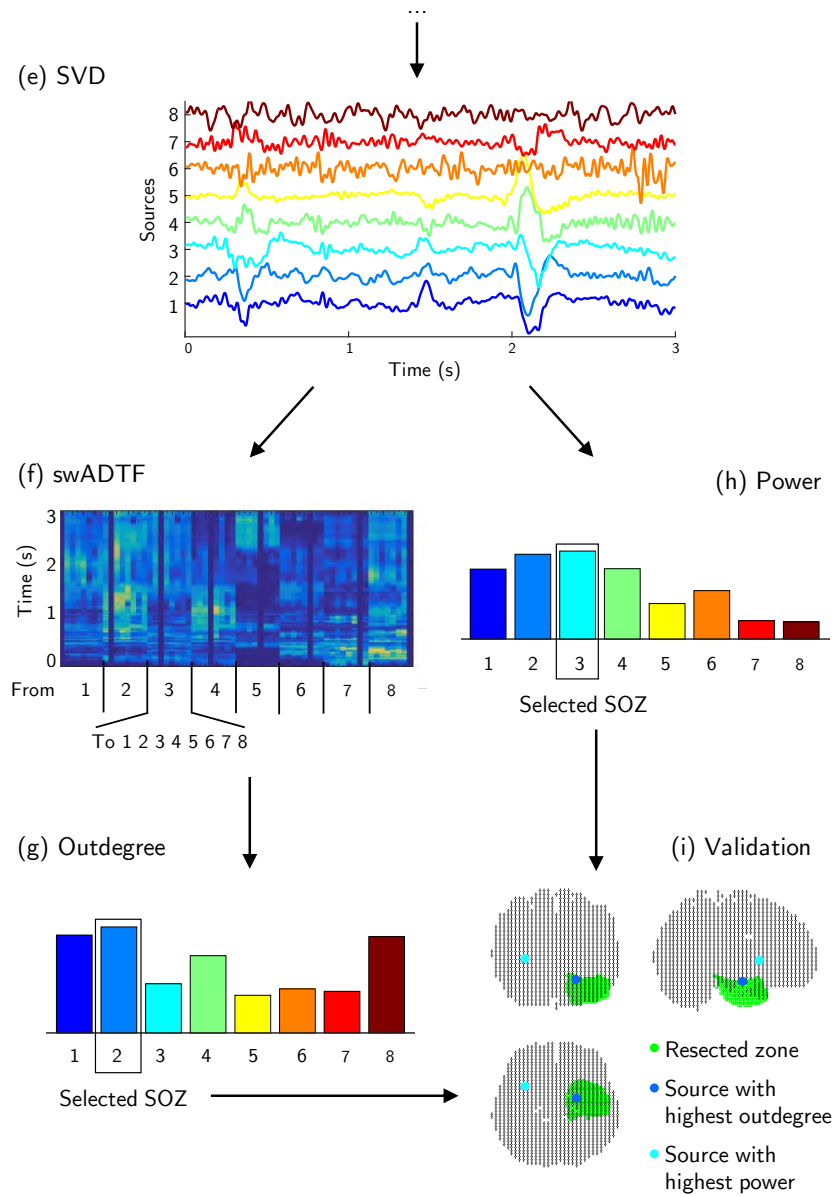 ...
(e) SVD
8
7
6
5
4
3
2
1
Sources
0 1 2 3
Time (s)
(f) swADTF
3
2
1
0
Time (s)
From 1 2 3 4 5 6 7 8
To 1 2 3 4 5 6 7 8
(h) Power
1 2 3 4 5 6 7 8
Selected SOZ
(g) Outdegree
1 2 3 4 5 6 7 8
Selected SOZ
(i) Validation
Resected zone
Source with
highest outdegree
Source with
highest power